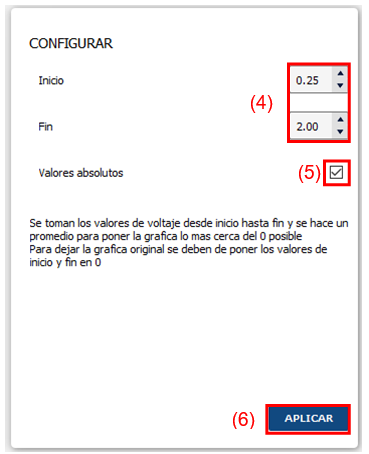 CONFIGURAR
Inicio
0.25
(4)
Fin
2.00
Valores absolutos
(5)
Se toman los valores de voltaje desde inicio hasta fin y se hace un
promedio para poner la grafica lo mas cerca del 0 posible
Para dejar la grafica original se deben de poner los valores de
inicio y fin en 0
(6)
APLICAR